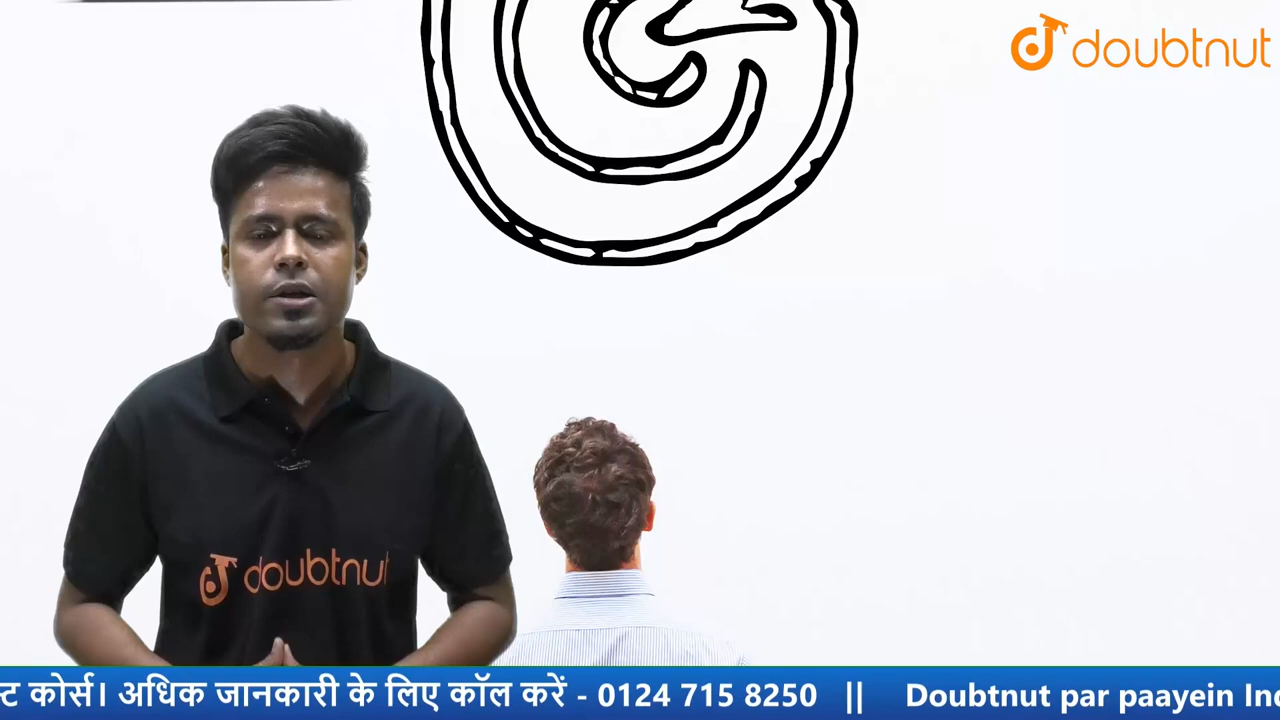 doubtnut
doubtnut
कोर्स। अधिक जानकारी के लिए कॉल करें - 0124 715 8250 || Doubtnut par paayein